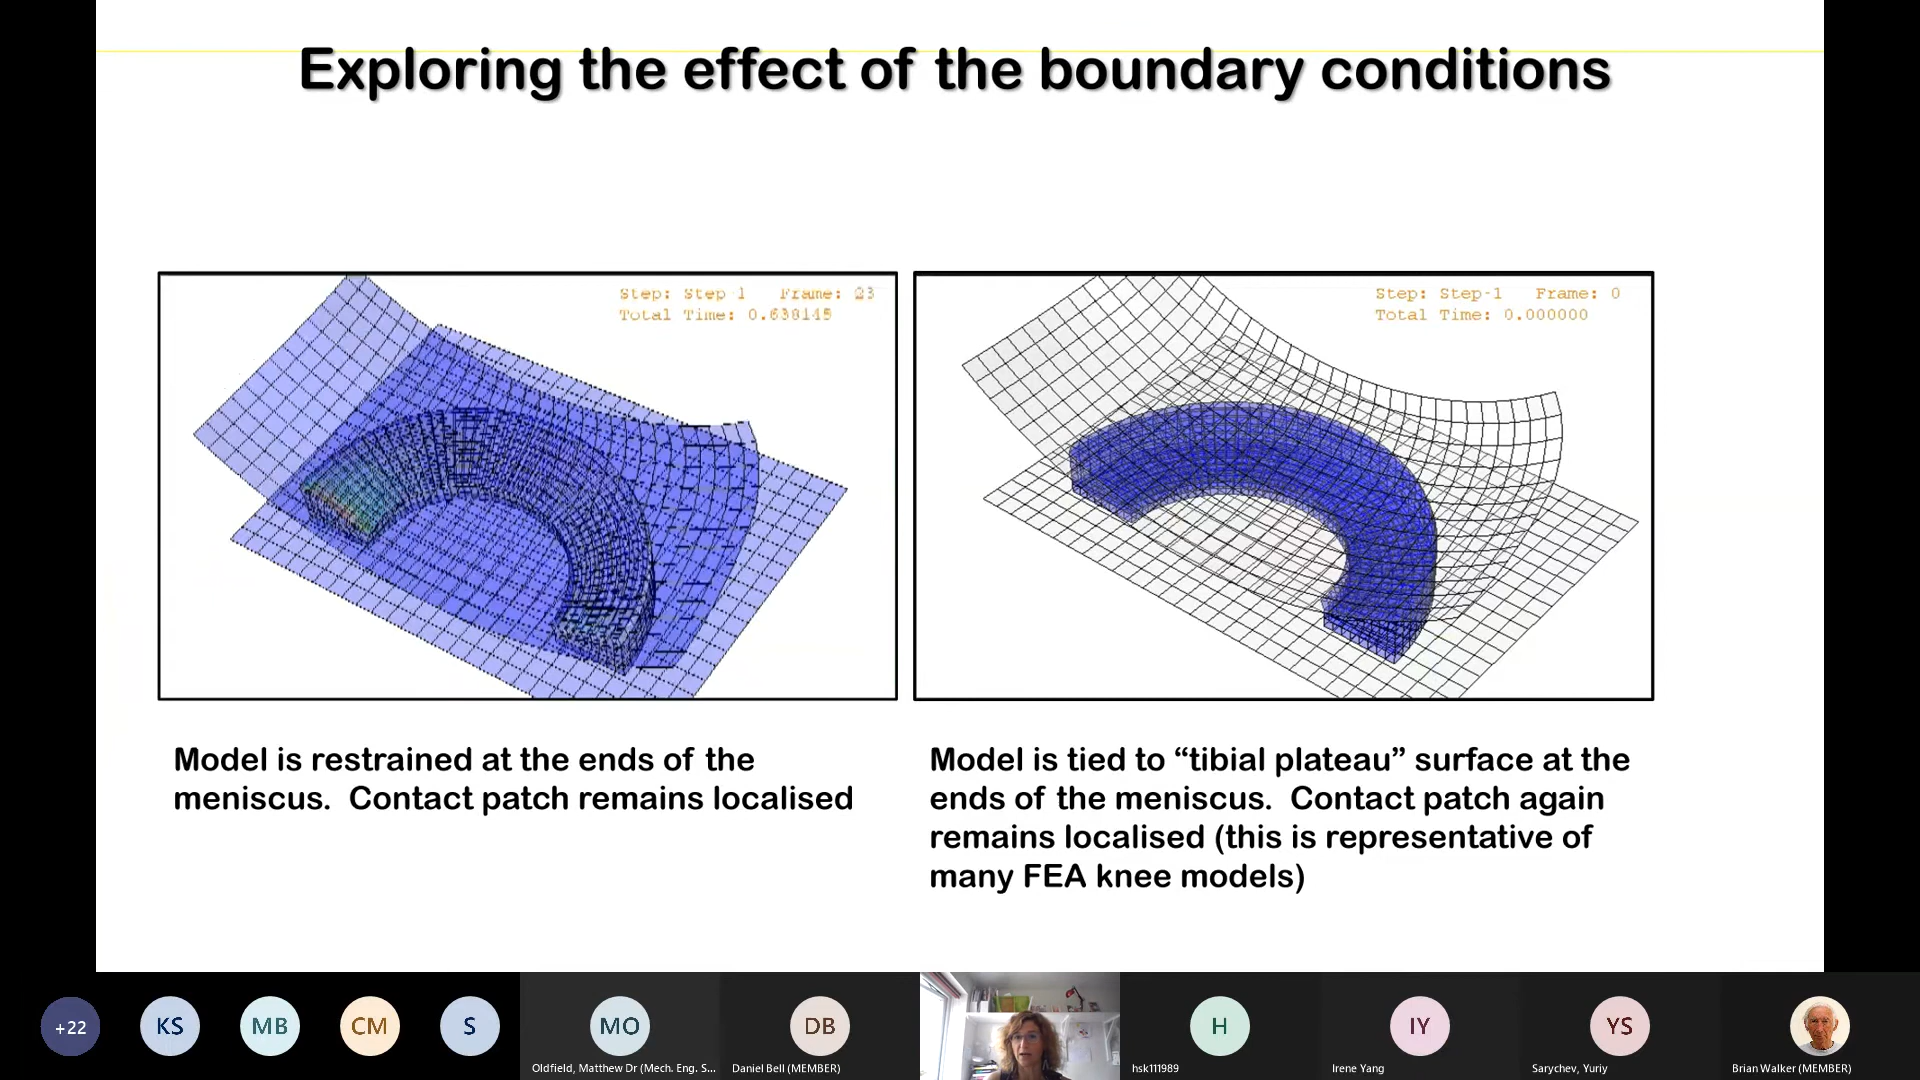 Exploring the effect of the boundary conditions
Step: Step-1 Frame: 23
Total Time: 0.638145
Step: Step-1 Frame: 0
Total Time: 0.000000
Model is restrained at the ends of the
meniscus. Contact patch remains localised
Model is tied to “tibial plateau” surface at the
ends of the meniscus. Contact patch again
remains localised (this is representative of
many FEA knee models)
+22
KS
MB
CM
S
MO
DB
H
IY
YS
Oldfield, Matthew Dr (Mech. Eng. S...
Daniel Bell (MEMBER)
hsk111989
Irene Yang
Sarychev, Yuriy
Brian Walker (MEMBER)